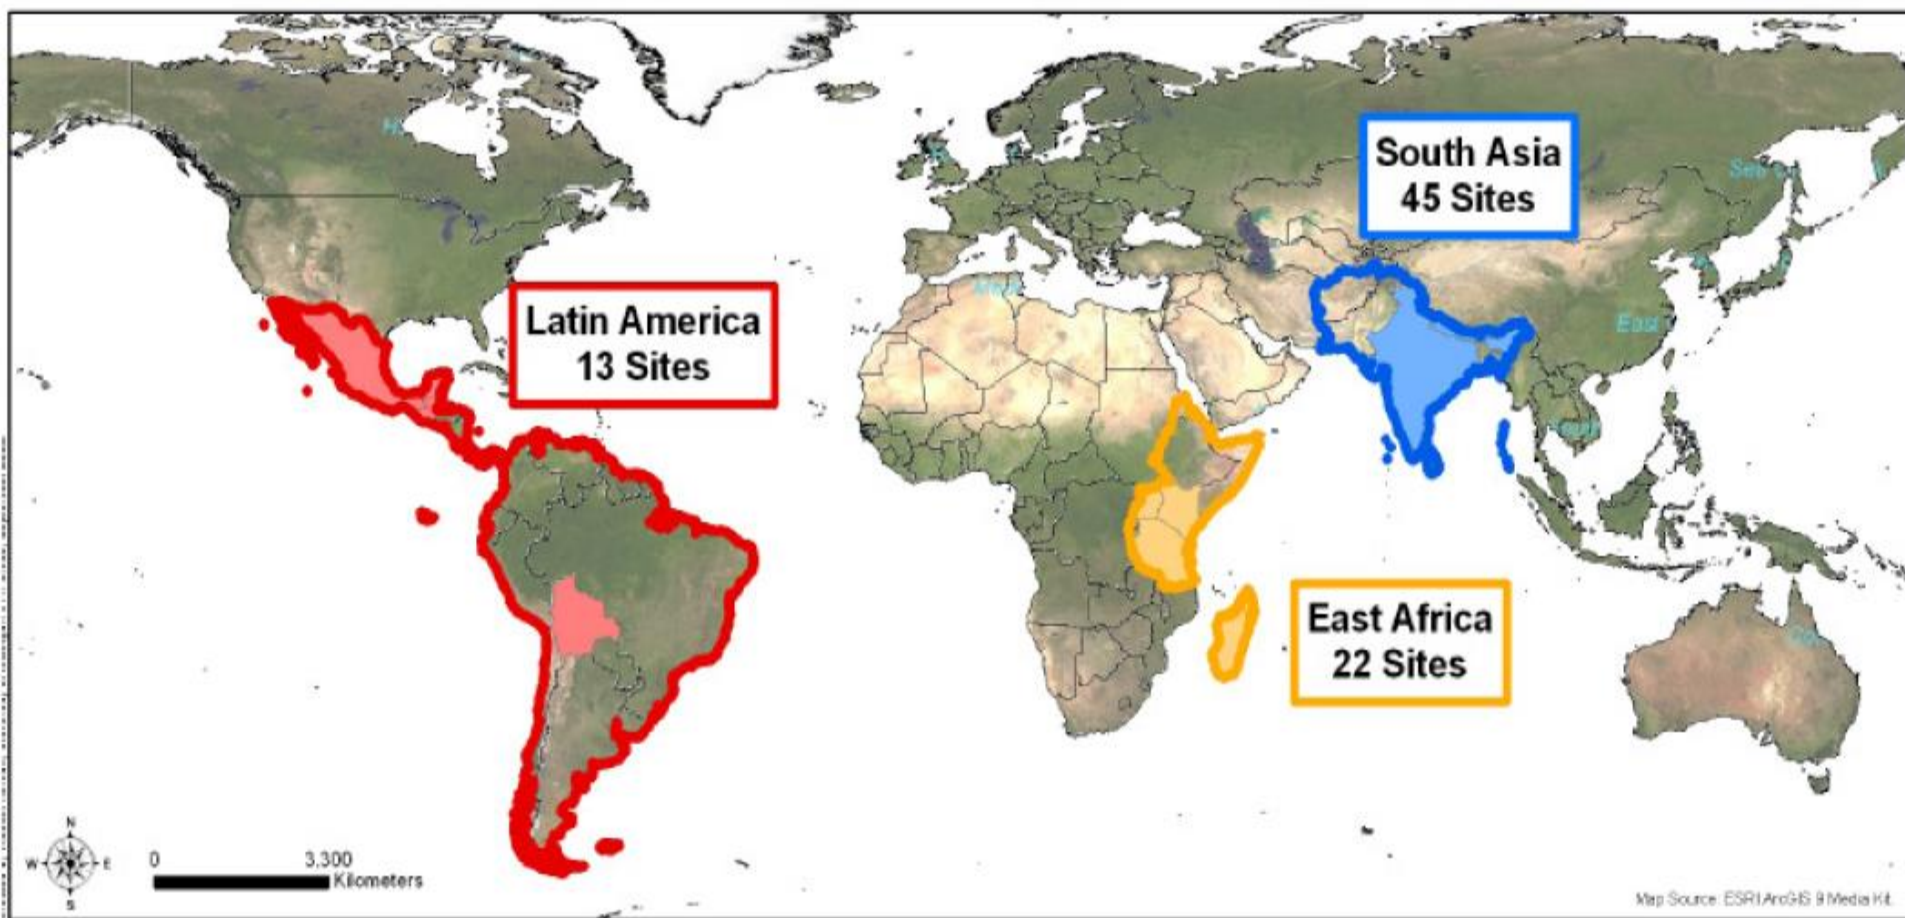 South Asia
45 Sites
Latin America
13 Sites
East
East Africa
22 Sites
N
W
E
S
0
3,300
Kilometers
Map Source: ESRI ArcGIS 9 Media Kit